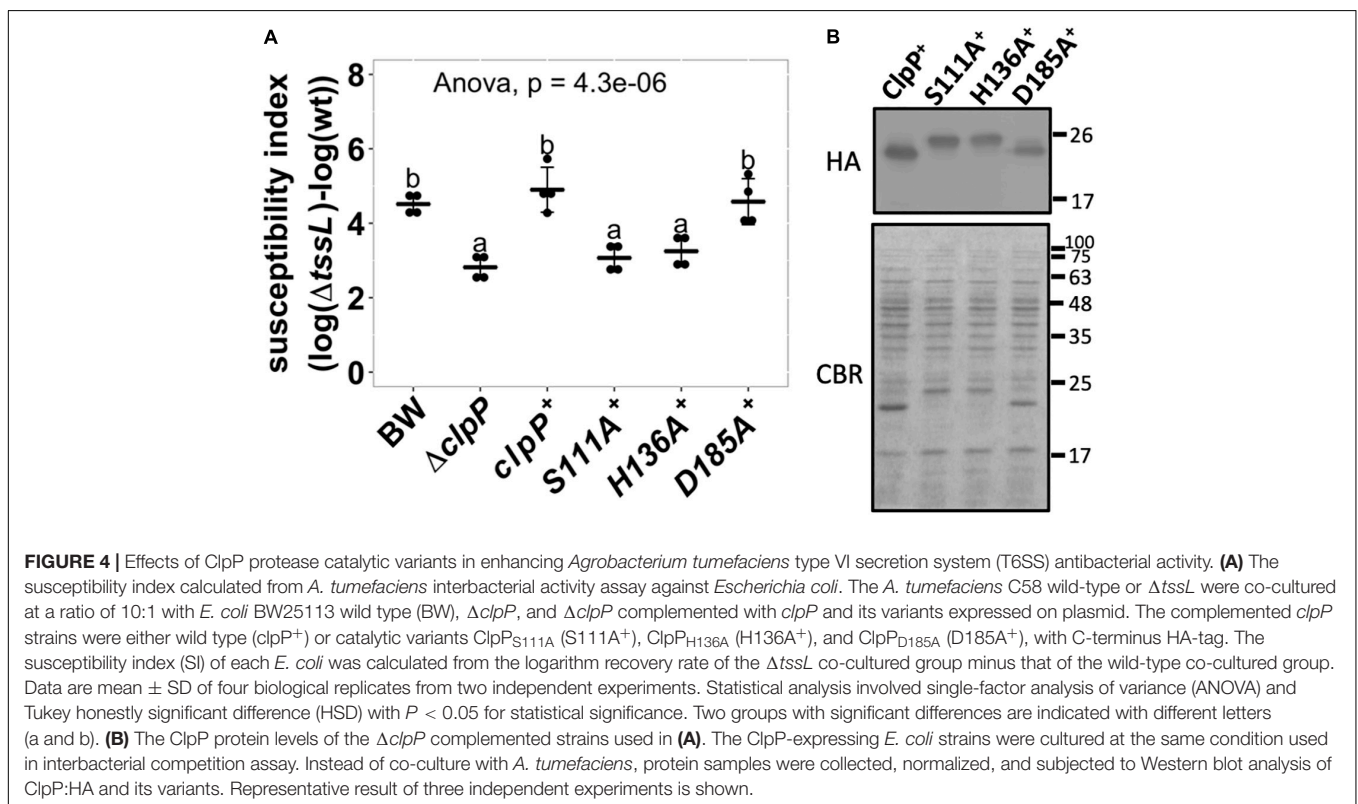 A
susceptibility index
(log(ΔtssL)-log(wt))
8
6
4
2
0
Anova, p = 4.3e-06
b
a
b
a
a
b
BW
ΔclpP
clpP⁺
S111A⁺
H136A⁺
D185A⁺
B
ClpP⁺
S111A⁺
H136A⁺
D185A⁺
HA
26
17
CBR
100
75
63
48
35
25
17
FIGURE 4 | Effects of ClpP protease catalytic variants in enhancing Agrobacterium tumefaciens type VI secretion system (T6SS) antibacterial activity. (A) The
susceptibility index calculated from A. tumefaciens interbacterial activity assay against Escherichia coli. The A. tumefaciens C58 wild-type or ΔtssL were co-cultured
at a ratio of 10:1 with E. coli BW25113 wild type (BW), ΔclpP, and ΔclpP complemented with clpP and its variants expressed on plasmid. The complemented clpP
strains were either wild type (clpP⁺) or catalytic variants ClpP_S111A (S111A⁺), ClpP_H136A (H136A⁺), and ClpP_D185A (D185A⁺), with C-terminus HA-tag. The
susceptibility index (SI) of each E. coli was calculated from the logarithm recovery rate of the ΔtssL co-cultured group minus that of the wild-type co-cultured group.
Data are mean ± SD of four biological replicates from two independent experiments. Statistical analysis involved single-factor analysis of variance (ANOVA) and
Tukey honestly significant difference (HSD) with P < 0.05 for statistical significance. Two groups with significant differences are indicated with different letters
(a and b). (B) The ClpP protein levels of the ΔclpP complemented strains used in (A). The ClpP-expressing E. coli strains were cultured at the same condition used
in interbacterial competition assay. Instead of co-culture with A. tumefaciens, protein samples were collected, normalized, and subjected to Western blot analysis of
ClpP:HA and its variants. Representative result of three independent experiments is shown.